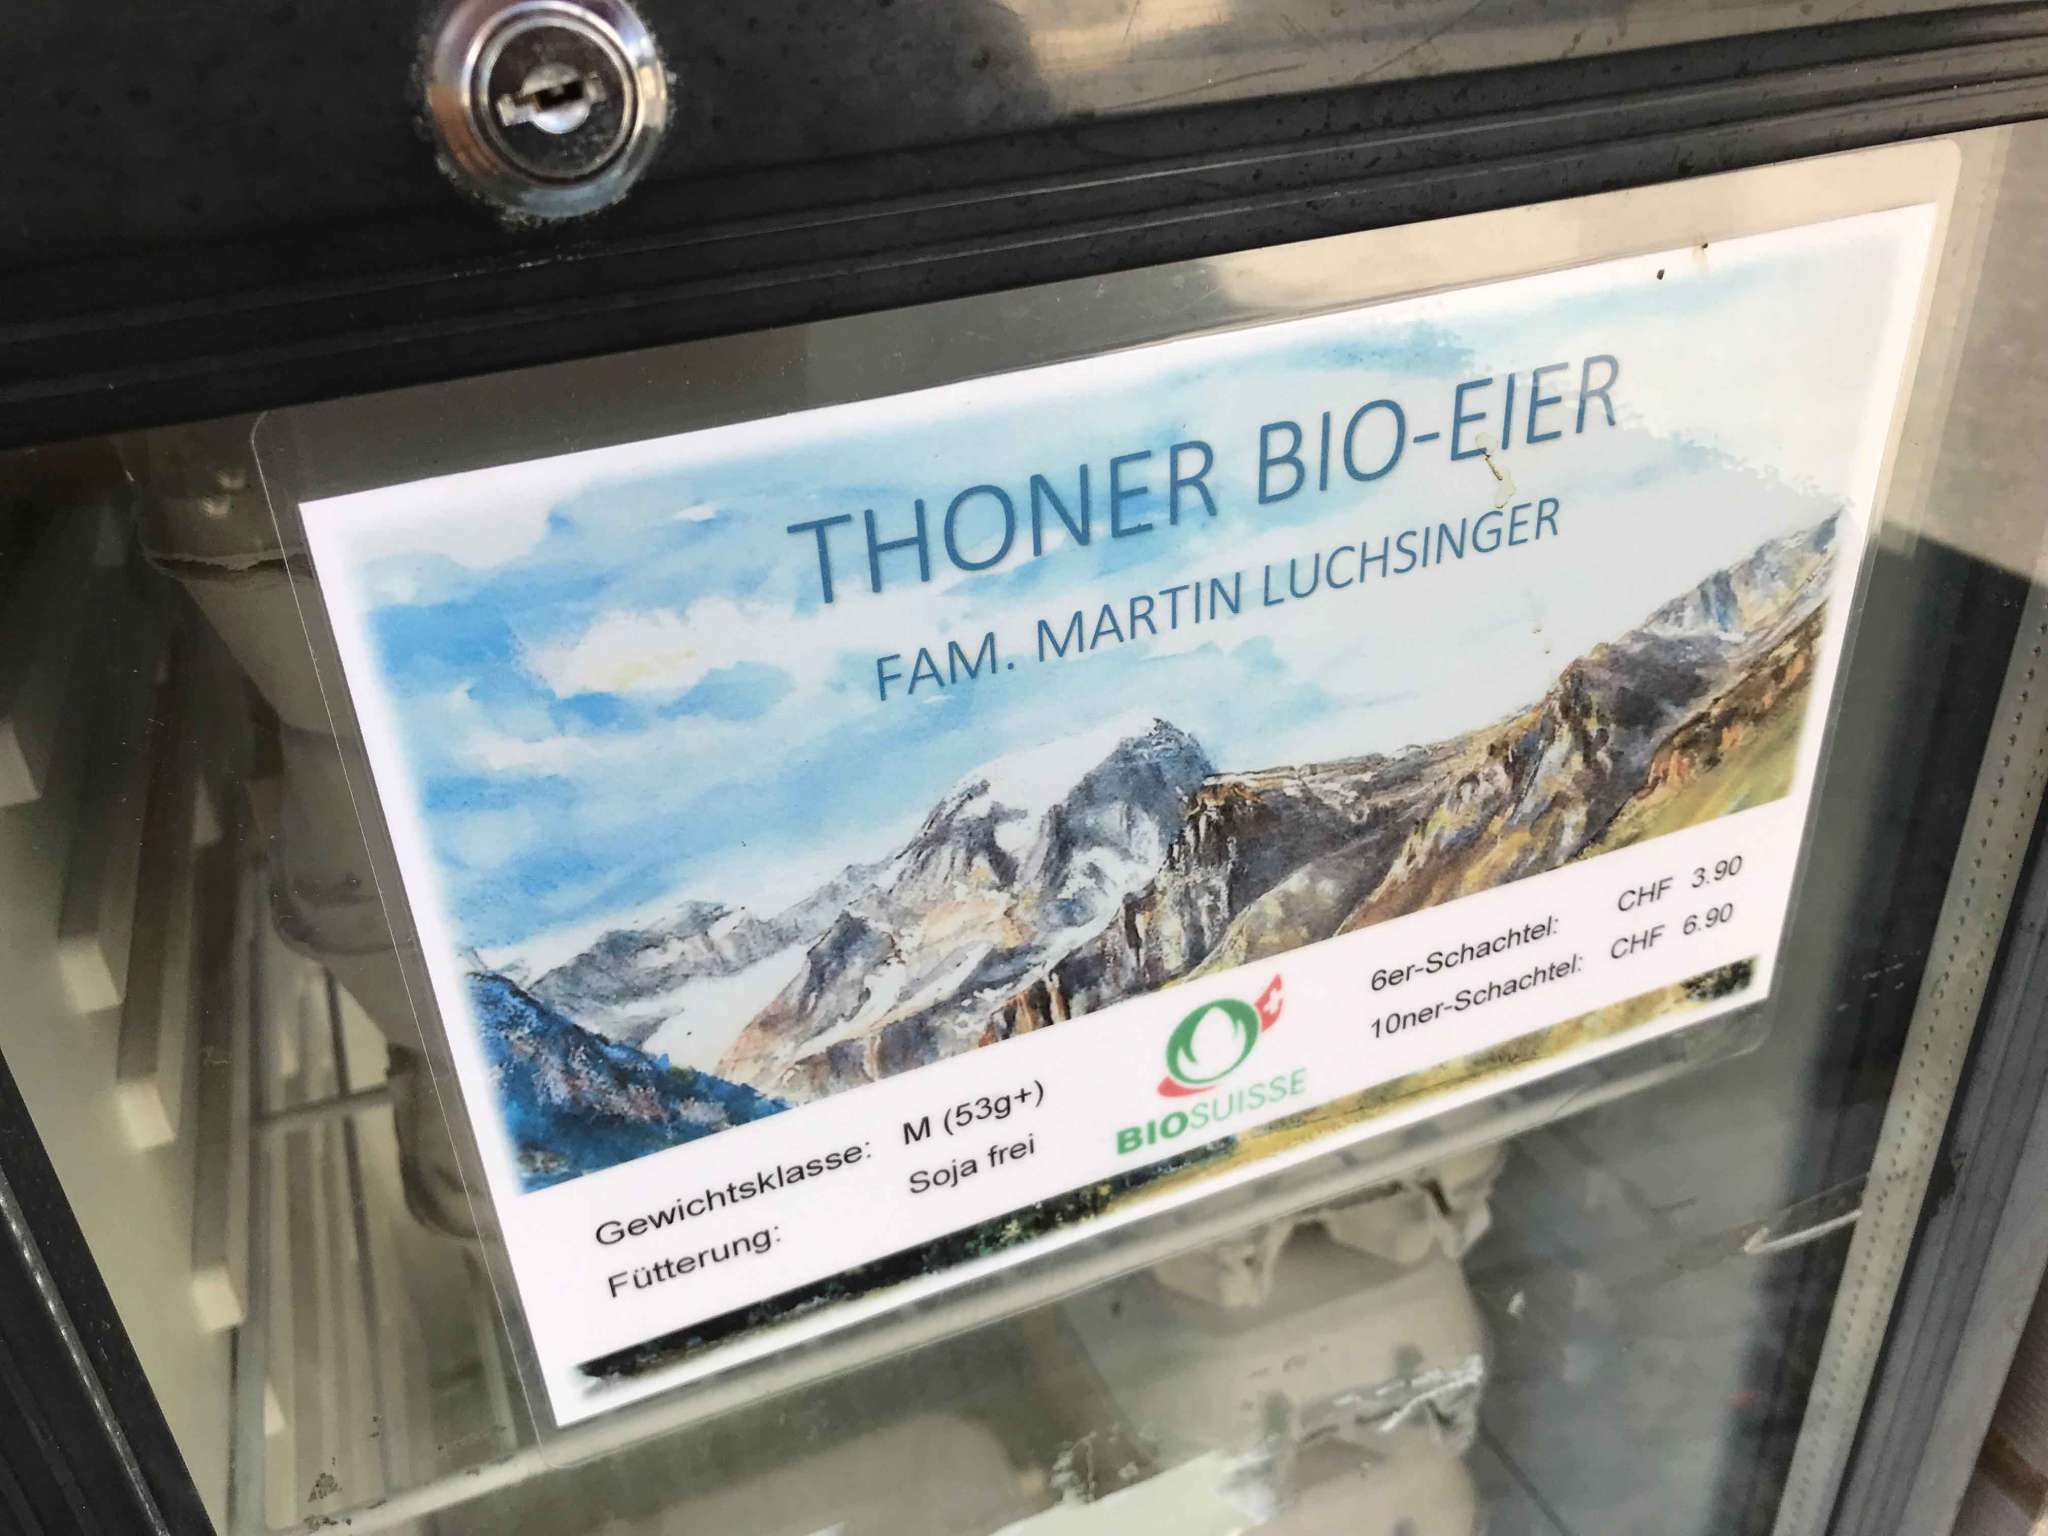 THONER BIO-EIER
FAM. MARTIN LUCHSINGER
Gewichtsklasse: M (53g+)
Fütterung: Soja frei
BIOSUISSE
6er-Schachtel: CHF 3.90
10ner-Schachtel: CHF 6.90